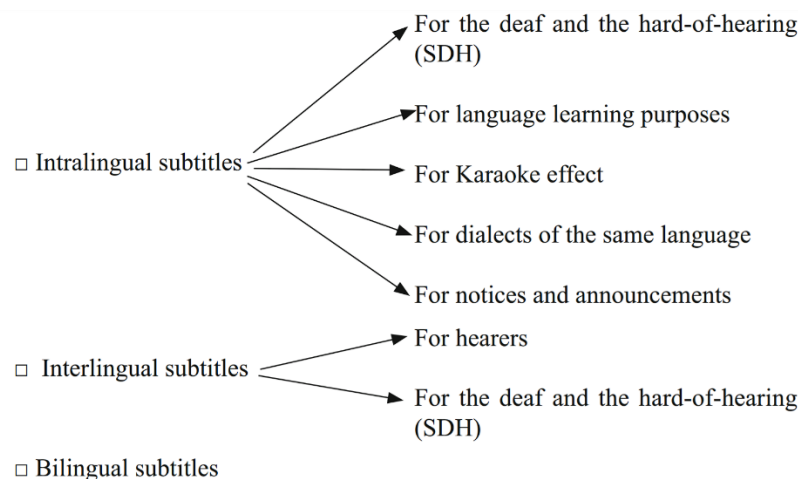 For the deaf and the hard-of-hearing
(SDH)
For language learning purposes
□ Intralingual subtitles
For Karaoke effect
For dialects of the same language
For notices and announcements
For hearers
□ Interlingual subtitles
For the deaf and the hard-of-hearing
(SDH)
□ Bilingual subtitles